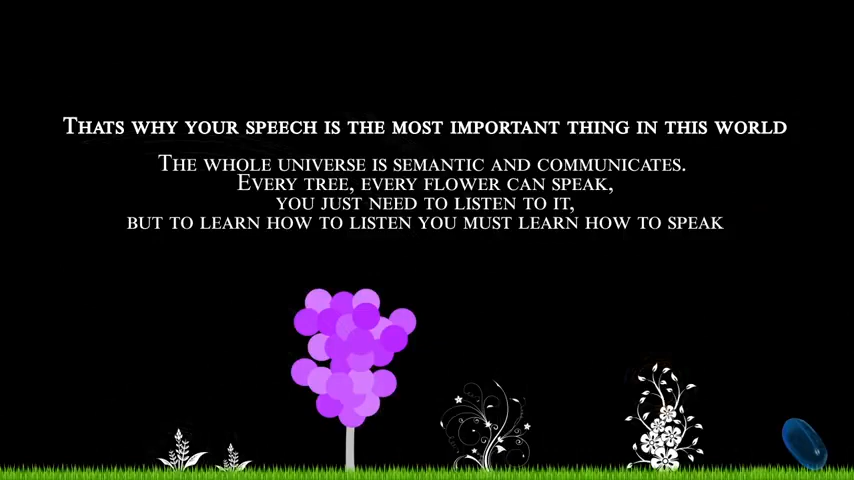 Thats why your speech is the most important thing in this world
The whole universe is semantic and communicates.
Every tree, every flower can speak,
you just need to listen to it,
but to learn how to listen you must learn how to speak